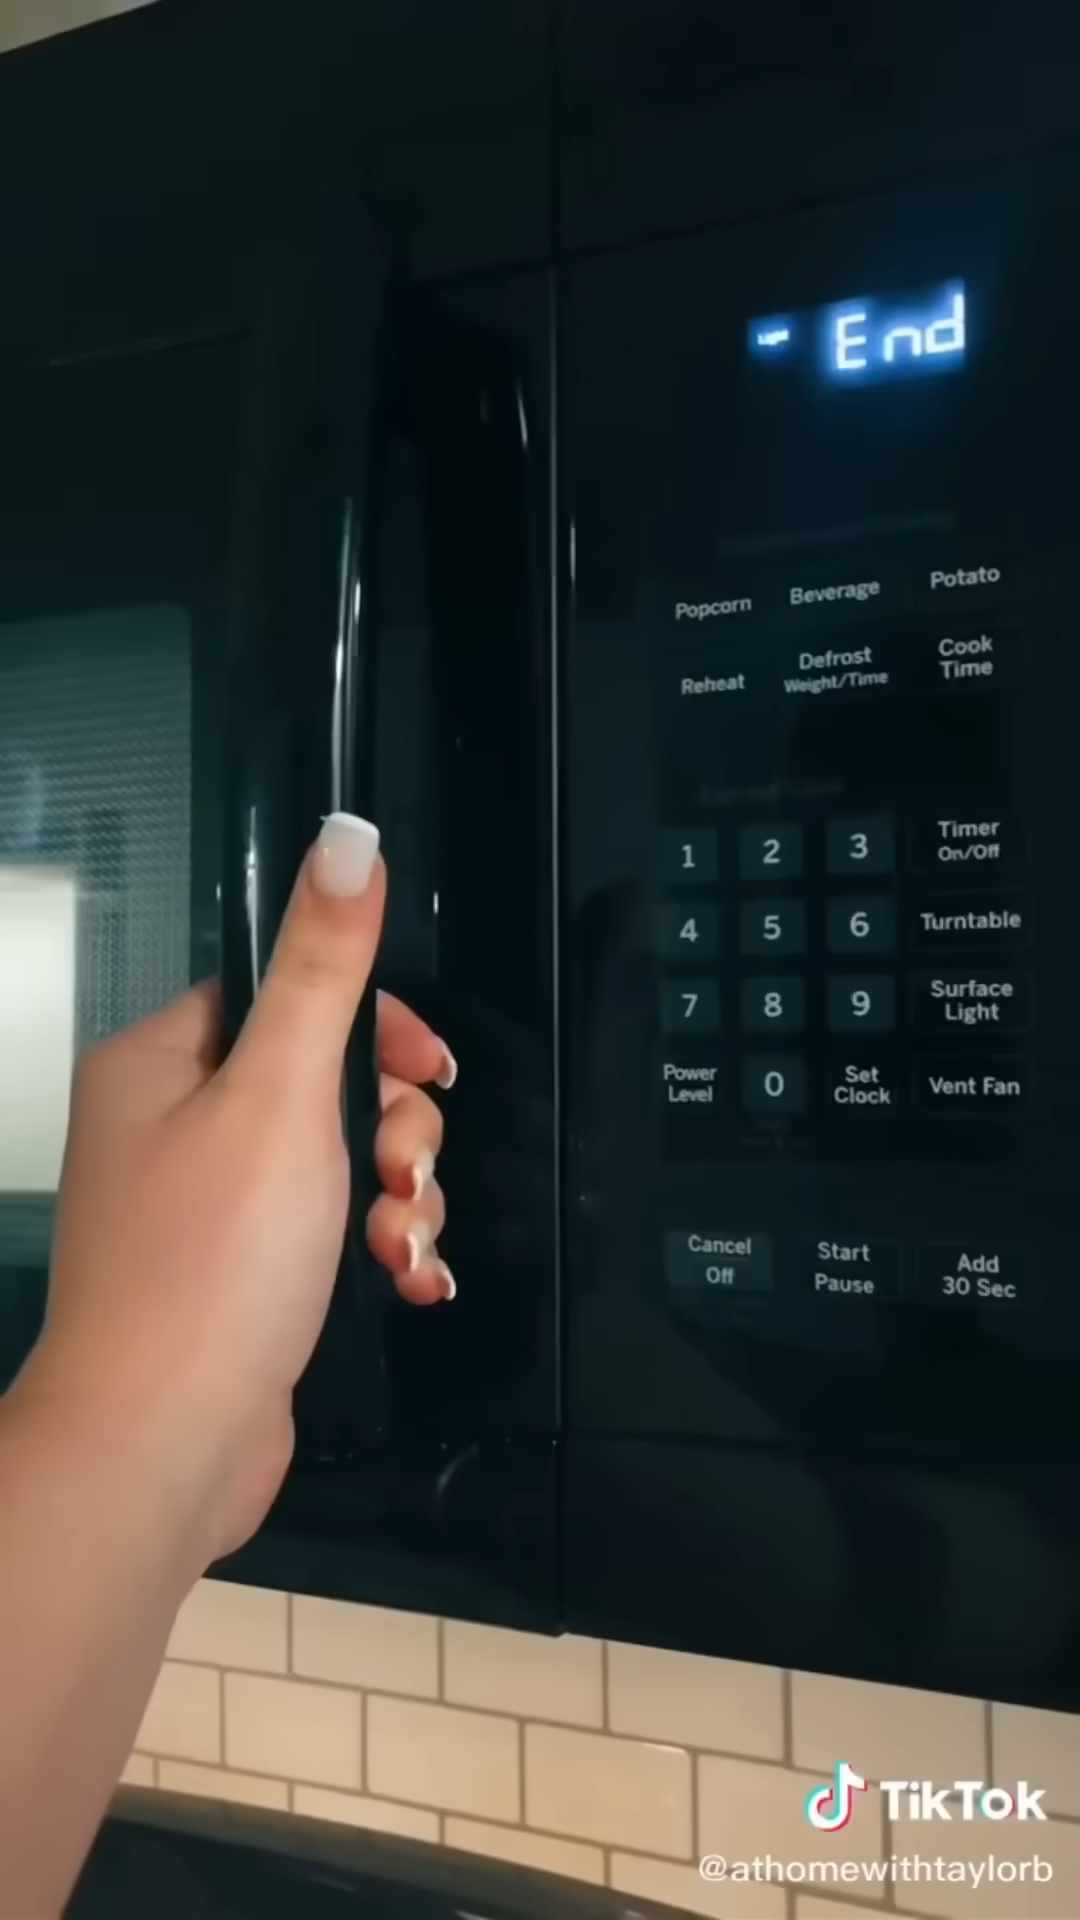 Light End
Popcorn Beverage Potato
Reheat Defrost Weight/Time Cook Time
1 2 3 Timer On/Off
4 5 6 Turntable
7 8 9 Surface Light
Power Level 0 Set Clock Vent Fan
Cancel Off Start Pause Add 30 Sec
TikTok
@athomewithtaylorb